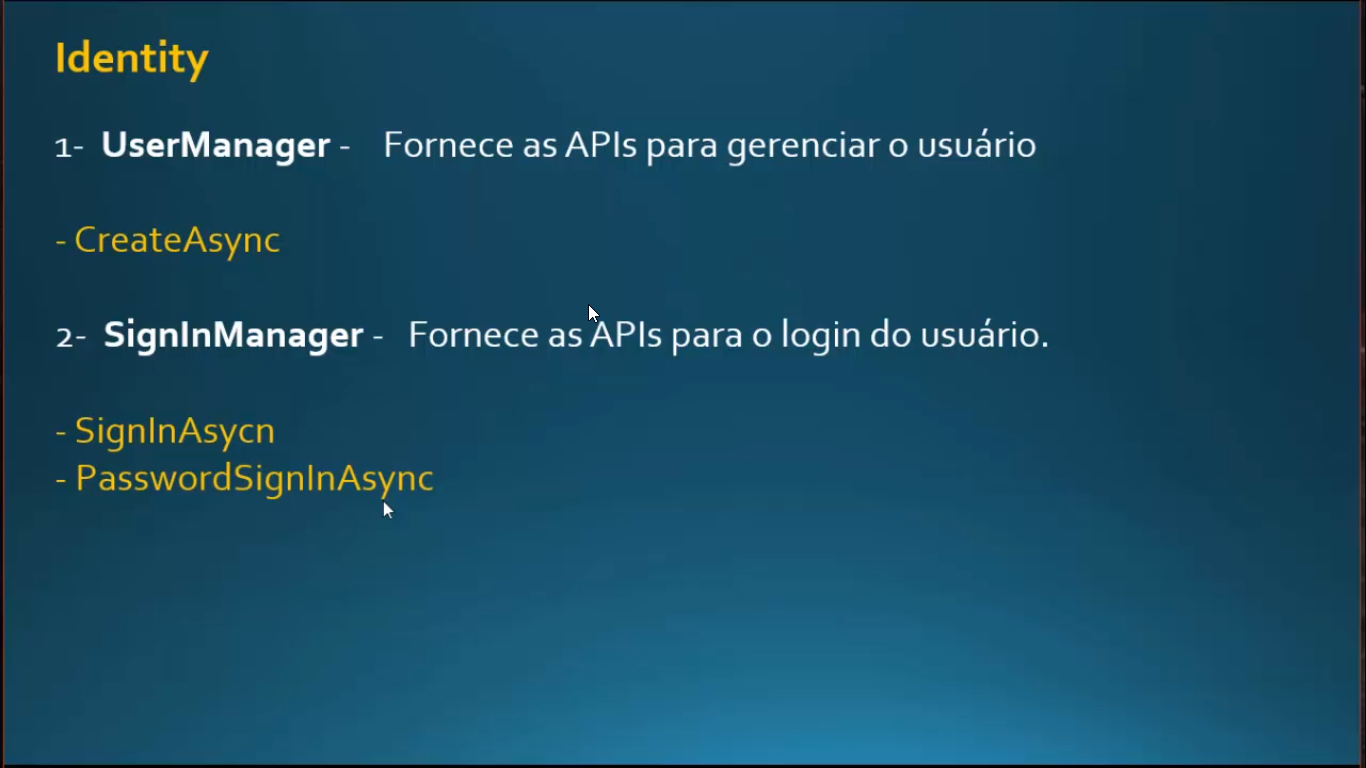 Identity
1- UserManager - Fornece as APIs para gerenciar o usuário
- CreateAsync
2- SignInManager - Fornece as APIs para o login do usuário.
- SignInAsycn
- PasswordSignInAsync